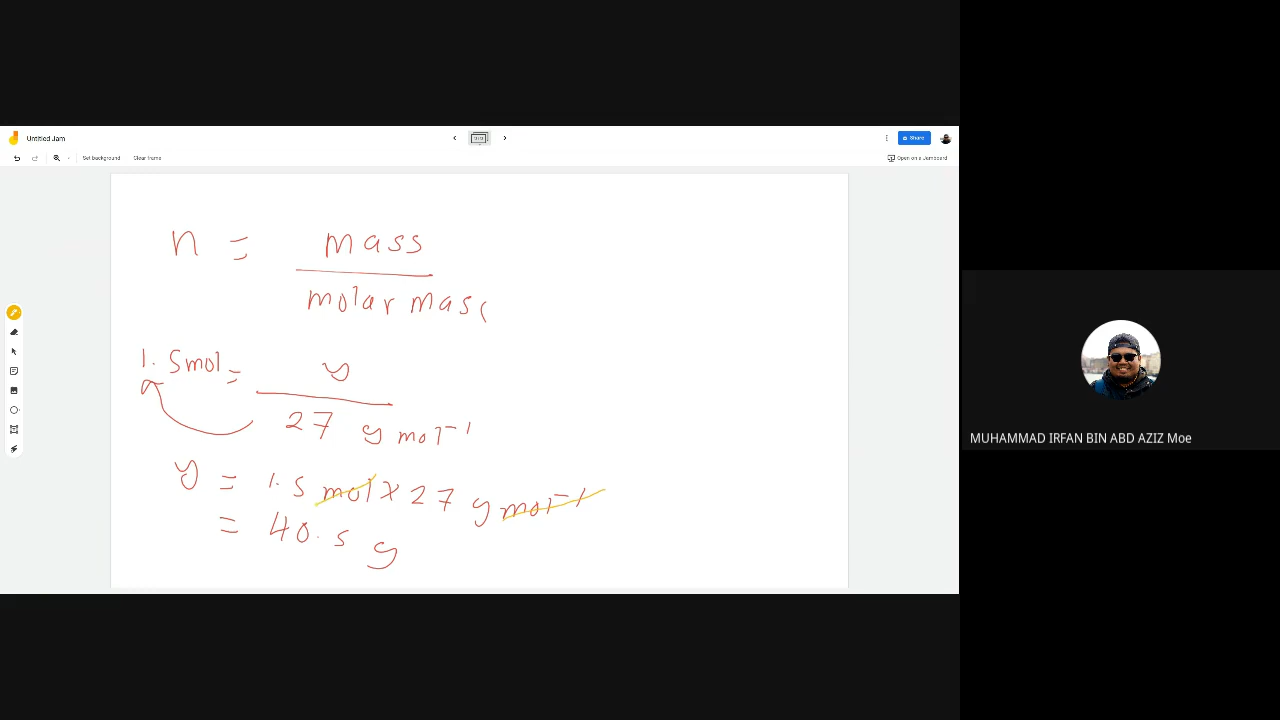 Untitled Jam
Share
Set background
Clear frame
Open on a Jamboard
n = mass
molar mass
1.5mol = y
27 g mol⁻¹
y = 1.5 mol x 27 g mol⁻¹
= 40.5 g
MUHAMMAD IRFAN BIN ABD AZIZ Moe